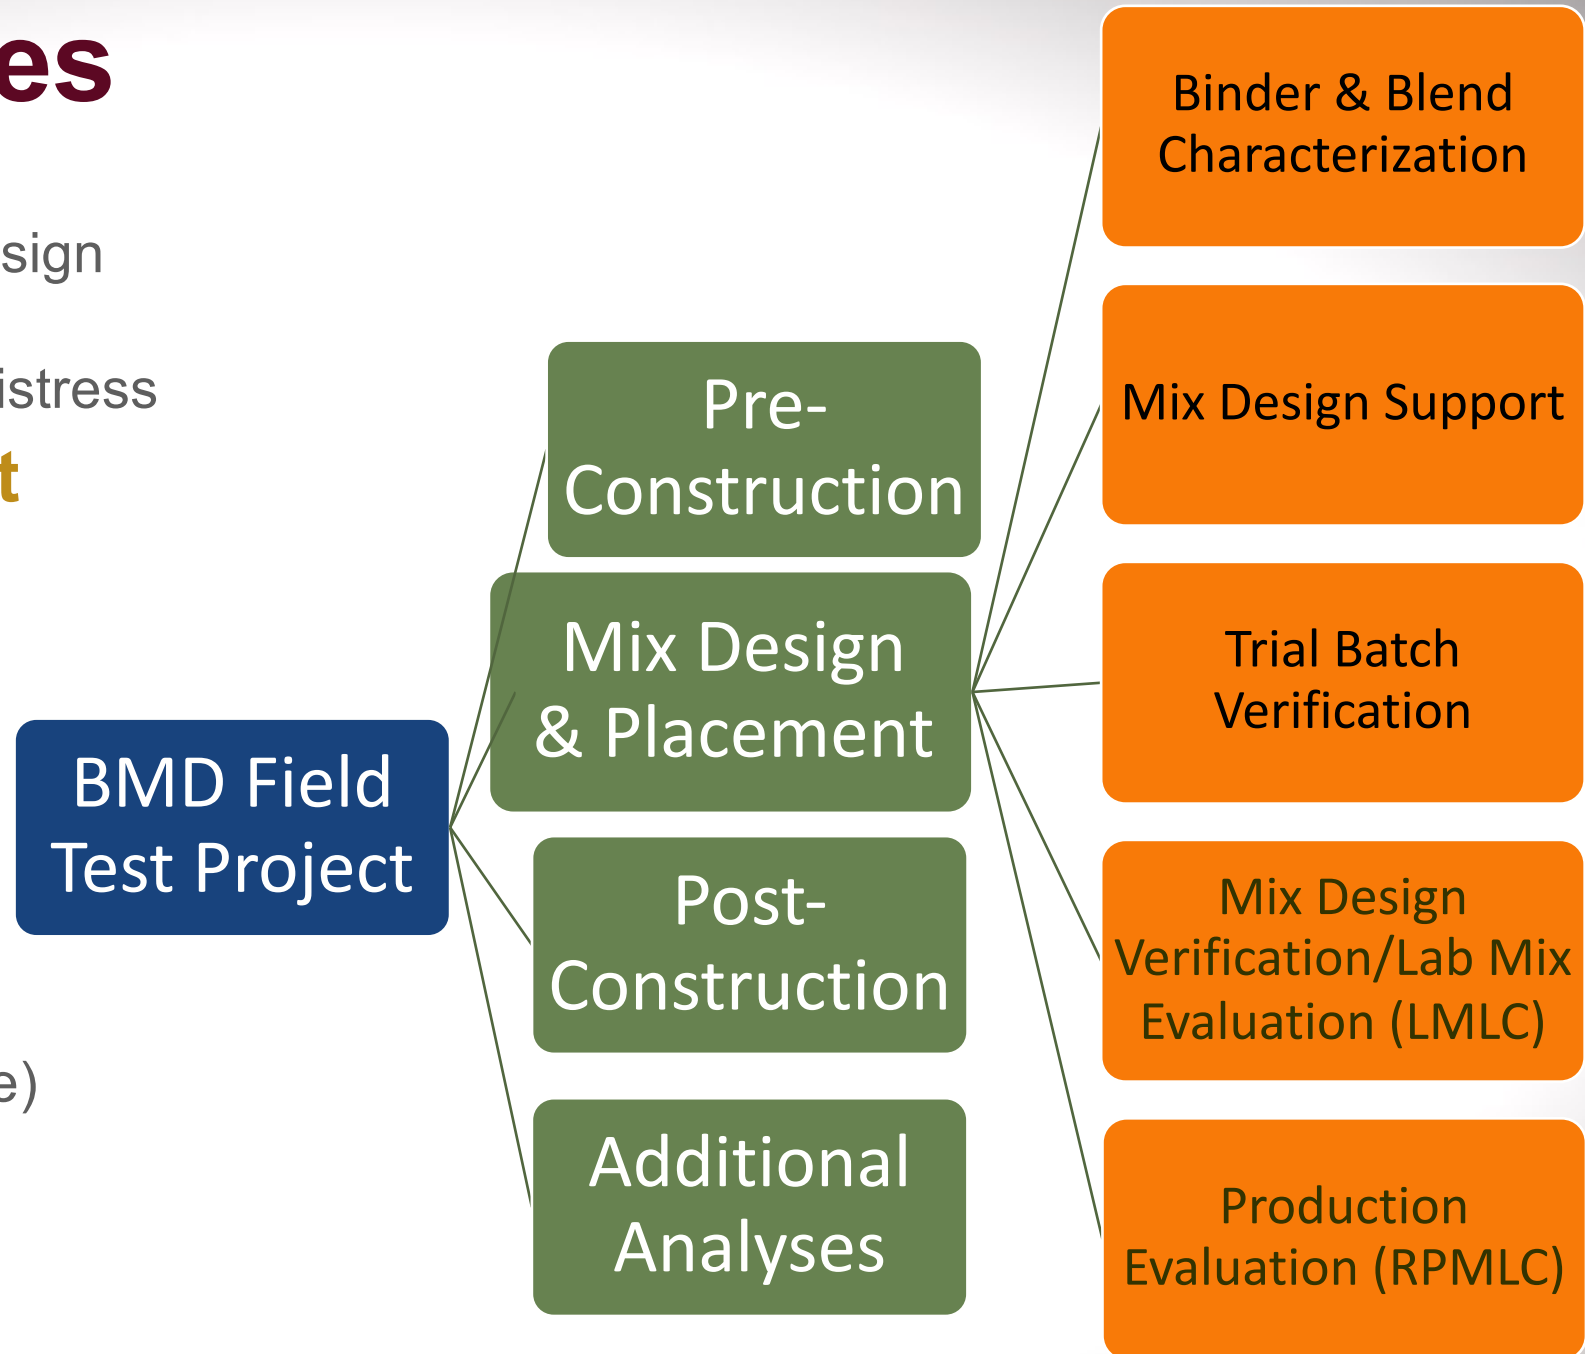 es
sign
istress
t
e)
BMD Field
Test Project
Pre-
Construction
Mix Design
& Placement
Post-
Construction
Additional
Analyses
Binder & Blend
Characterization
Mix Design Support
Trial Batch
Verification
Mix Design
Verification/Lab Mix
Evaluation (LMLC)
Production
Evaluation (RPMLC)